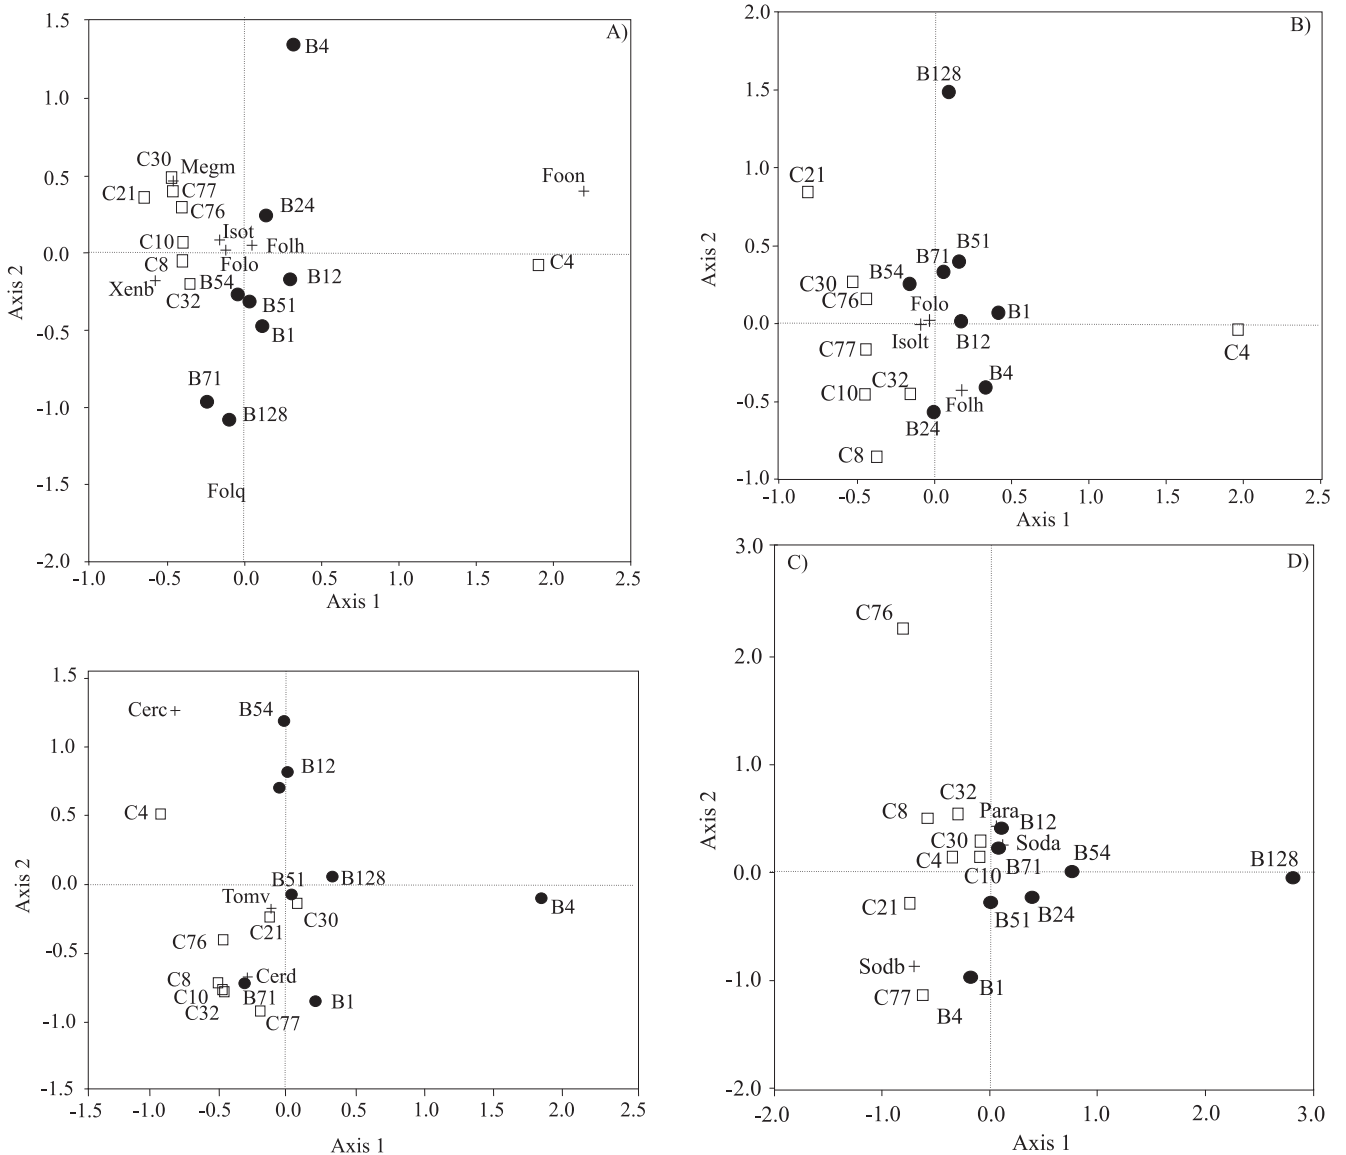 A)
1.5
1.0
0.5
0.0
-0.5
-1.0
-1.5
-2.0
Axis 2
B4
C30
Megm
C21
C77
C76
B24
Foon
Isot
C10
Folh
C8
Folo
C4
B54
B12
Xenb
C32
B51
B1
B71
B128
Folq
-1.0 -0.5 0.0 0.5 1.0 1.5 2.0 2.5
Axis 1
B)
2.0
1.5
1.0
0.5
0.0
-0.5
-1.0
Axis 2
B128
C21
B51
B71
B54
C30
C76
Folo
B1
Isolt
B12
C77
C4
C32
B4
C10
Folh
B24
C8
-1.0 -0.5 0.0 0.5 1.0 1.5 2.0 2.5
Axis 1
1.5
1.0
0.5
0.0
-0.5
-1.0
-1.5
Axis 2
Cerc
B54
B12
C4
B51
B128
Tomv
B4
C30
C21
C76
C8
Cerd
C10
B71
B1
C32
C77
-1.5 -1.0 -0.5 0.0 0.5 1.0 1.5 2.0 2.5
Axis 1
C)
D)
3.0
2.0
1.0
0.0
-1.0
-2.0
Axis 2
C76
C32
C8
Para
B12
C30
Soda
C4
B71
B54
B128
C10
C21
B51
B24
Sodb
B1
C77
B4
-2.0 -1.0 0.0 1.0 2.0 3.0
Axis 1